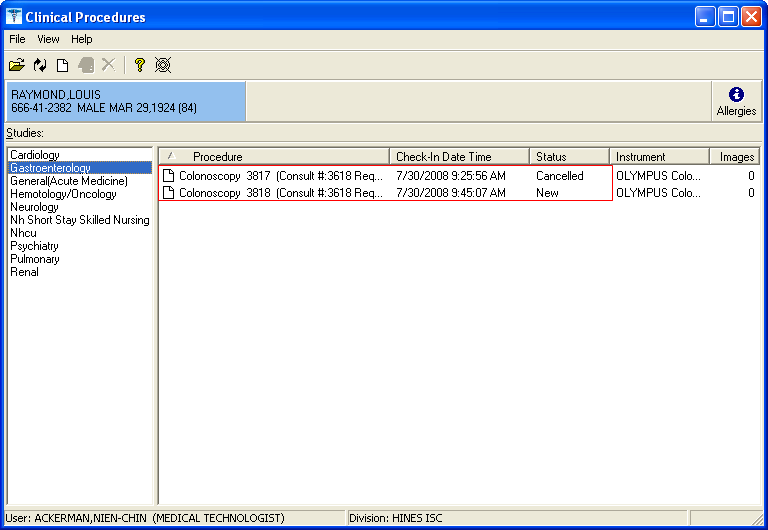 Clinical Procedures
File View Help
RAYMOND,LOUIS
666-41-2382 MALE MAR 29,1924 (84)
Allergies
Studies:
Cardiology
Gastroenterology
General(Acute Medicine)
Hemotology/Oncology
Neurology
Nh Short Stay Skilled Nursing
Nhcu
Psychiatry
Pulmonary
Renal
Procedure Check-In Date Time Status Instrument Images
Colonoscopy 3817 (Consult #:3618 Req... 7/30/2008 9:25:56 AM Cancelled OLYMPUS Colo... 0
Colonoscopy 3818 (Consult #:3618 Req... 7/30/2008 9:45:07 AM New OLYMPUS Colo... 0
User: ACKERMAN,NIEN-CHIN (MEDICAL TECHNOLOGIST) Division: HINES ISC